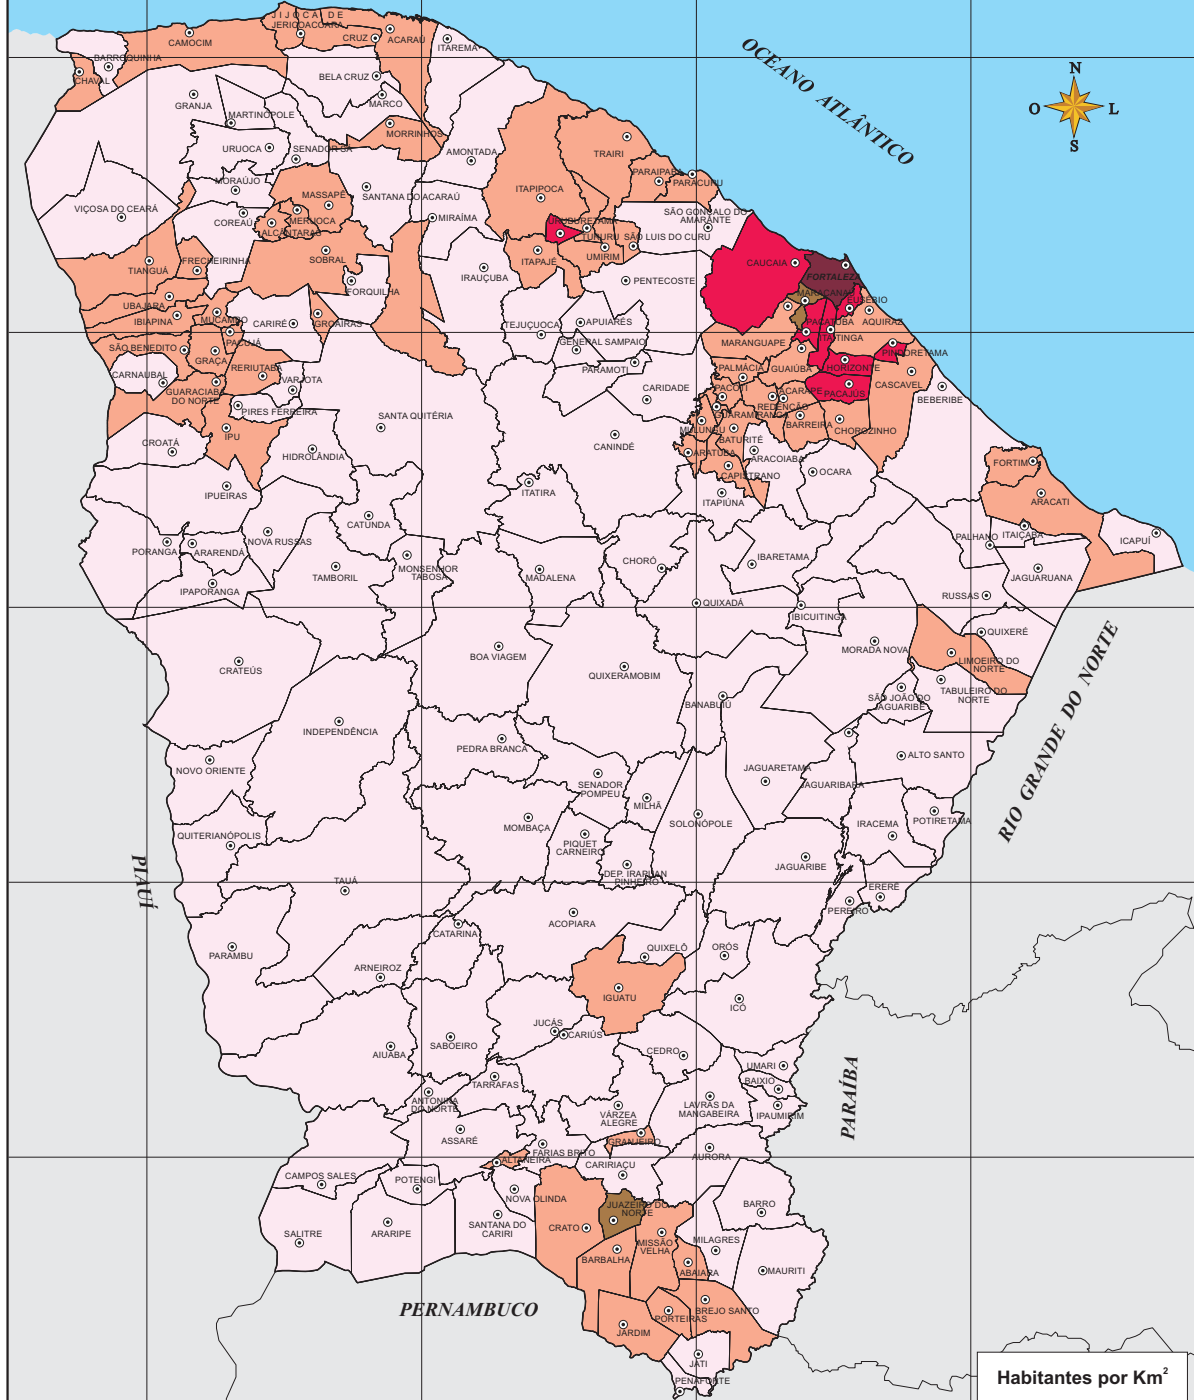 JIJOCA DE
JERICOACOARA
CAMOCIM
CRUZ
ACARAÚ
ITAREMA
BARROQUINHA
CHAVAL
BELA CRUZ
MARCO
GRANJA
MARTINÓPOLE
MORRINHOS
URUOCA
SENADOR SÁ
AMONTADA
TRAIRI
OCEANO ATLÂNTICO
N
O
L
S
PARAIPABA
PARACURU
MORAÚJO
MASSAPÊ
SANTANA DO ACARAÚ
ITAPIPOCA
VIÇOSA DO CEARÁ
COREAÚ
MERUOCA
ALCÂNTARAS
MIRAÍMA
URUBURETAMA
TURURU
SÃO GONÇALO DO
AMARANTE
SÃO LUIS DO CURU
UMIRIM
SOBRAL
ITAPAJÉ
FRECHEIRINHA
TIANGUÁ
IRAUÇUBA
PENTECOSTE
CAUCAIA
FORTALEZA
FORQUILHA
UBAJARA
MARACANAÚ
EUSÉBIO
IBIAPINA
MUCAMBO
CARIRÉ
GROAÍRAS
AQUIRAZ
PACATUBA
ITAITINGA
TEJUÇUOCA
APUIARÉS
GENERAL SAMPAIO
MARANGUAPE
PACUJÁ
SÃO BENEDITO
GRAÇA
PINDORETAMA
CARNAUBAL
RERIUTABA
VARJOTA
PARAMOTI
PALMÁCIA
GUAIÚBA
HORIZONTE
CASCAVEL
BEBERIBE
GUARACIABA
DO NORTE
CARIDADE
PACOTI
ACARAPE
PACAJÚS
REDENÇÃO
GUARAMIRANGA
PIRES FERREIRA
SANTA QUITÉRIA
BARREIRA
CHOROZINHO
MULUNGU
BATURITÉ
CROATÁ
IPU
CANINDÉ
HIDROLÂNDIA
ARATUBA
ARACOIABA
CAPISTRANO
OCARA
FORTIM
IPUEIRAS
ITATIRA
ITAPIÚNA
ARACATI
CATUNDA
NOVA RUSSAS
PORANGA
ARARENDÁ
PALHANO
ITAIÇABA
ICAPUÍ
IBARETAMA
CHORÓ
MONSENHOR
TABOSA
TAMBORIL
MADALENA
JAGUARUANA
IPAPORANGA
RUSSAS
QUIXADÁ
IBICUITINGA
QUIXERÉ
MORADA NOVA
CRATEÚS
BOA VIAGEM
QUIXERAMOBIM
LIMOEIRO DO
NORTE
SÃO JOÃO DO
JAGUARIBE
TABULEIRO DO
NORTE
BANABUIÚ
INDEPENDÊNCIA
RIO GRANDE DO NORTE
PEDRA BRANCA
ALTO SANTO
NOVO ORIENTE
JAGUARETAMA
JAGUARIBARA
SENADOR
POMPEU
MILHÃ
MOMBAÇA
SOLONÓPOLE
IRACEMA
POTIRETAMA
QUITERIANÓPOLIS
PIQUET
CARNEIRO
JAGUARIBE
PIAUÍ
DEP. IRAPUAN
PINHEIRO
TAUÁ
ERERÊ
PEREIRO
ACOPIARA
CATARINA
PARAMBU
QUIXELÔ
ORÓS
ARNEIROZ
IGUATU
ICÓ
JUCÁS
CARIÚS
SABOEIRO
AIUABA
CEDRO
UMARI
PARAÍBA
BAIXIO
TARRAFAS
ANTONINA
DO NORTE
LAVRAS DA
MANGABEIRA
IPAUMIRIM
VÁRZEA
ALEGRE
ASSARÉ
GRANJEIRO
FARIAS BRITO
AURORA
ALTANEIRA
CARIRIAÇU
CAMPOS SALES
POTENGI
NOVA OLINDA
JUAZEIRO DO
NORTE
BARRO
SALITRE
ARARIPE
SANTANA DO
CARIRI
CRATO
MISSÃO
VELHA
MILAGRES
BARBALHA
ABAIARA
MAURITI
PERNAMBUCO
BREJO SANTO
PORTEIRAS
JARDIM
JATI
PENAFORTE
Habitantes por Km²